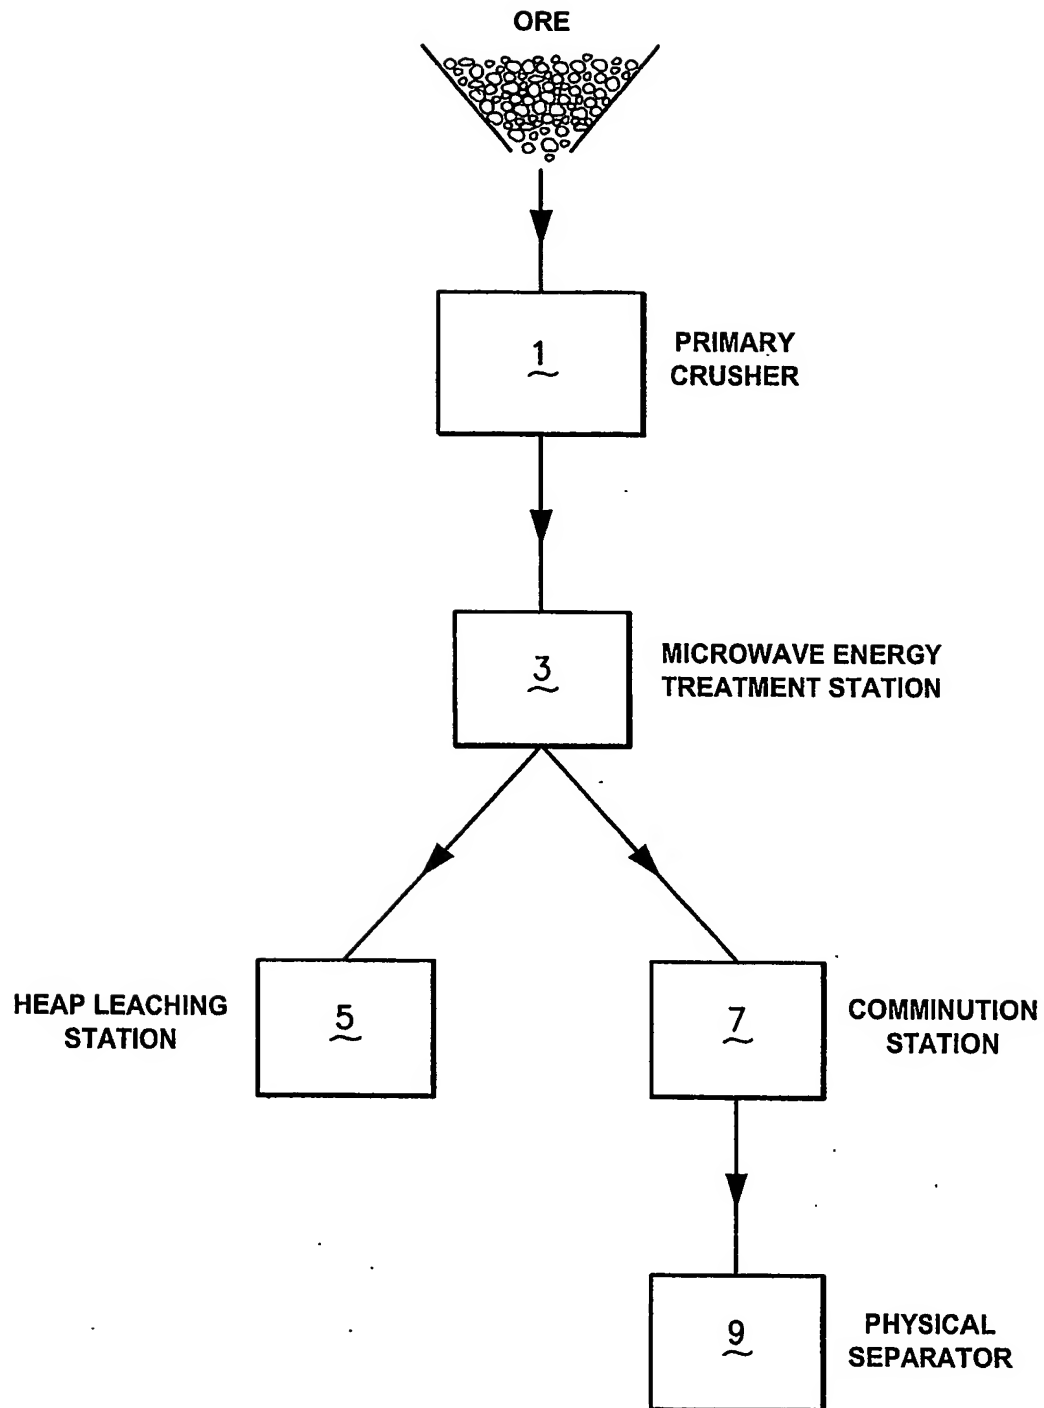 ORE
1
PRIMARY
CRUSHER
3
MICROWAVE ENERGY
TREATMENT STATION
HEAP LEACHING
STATION
5
7
COMMINUTION
STATION
9
PHYSICAL
SEPARATOR